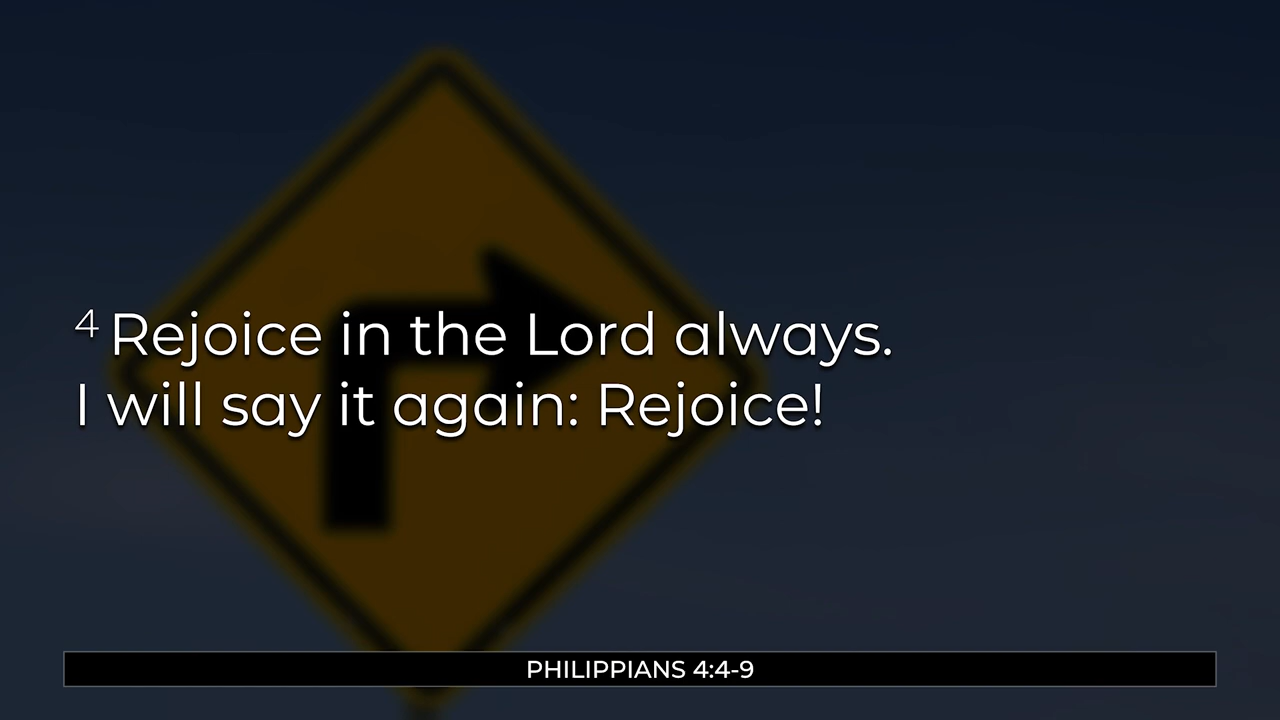 4 Rejoice in the Lord always.
I will say it again: Rejoice!
PHILIPPIANS 4:4-9